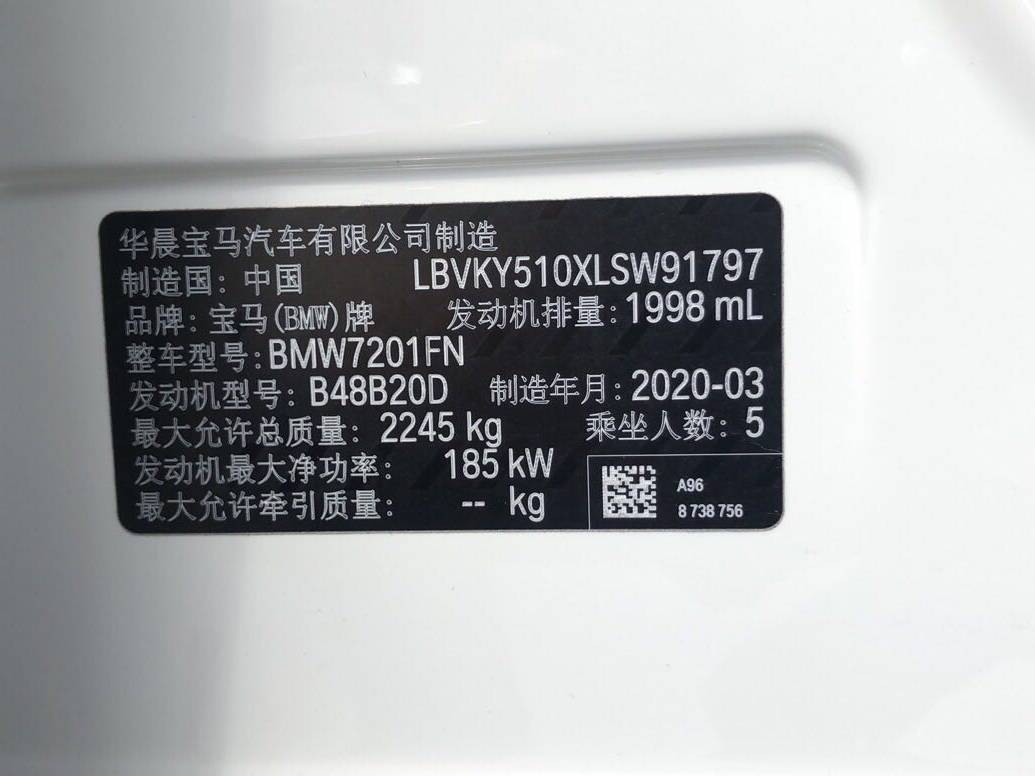 华晨宝马汽车有限公司制造
制造国：中国 LBVKY510XLSW91797
品牌：宝马(BMW)牌 发动机排量：1998 mL
整车型号：BMW7201FN
发动机型号：B48B20D 制造年月：2020-03
最大允许总质量：2245 kg 乘坐人数：5
发动机最大净功率：185 kW
最大允许牵引质量：-- kg
A96
8 738 756